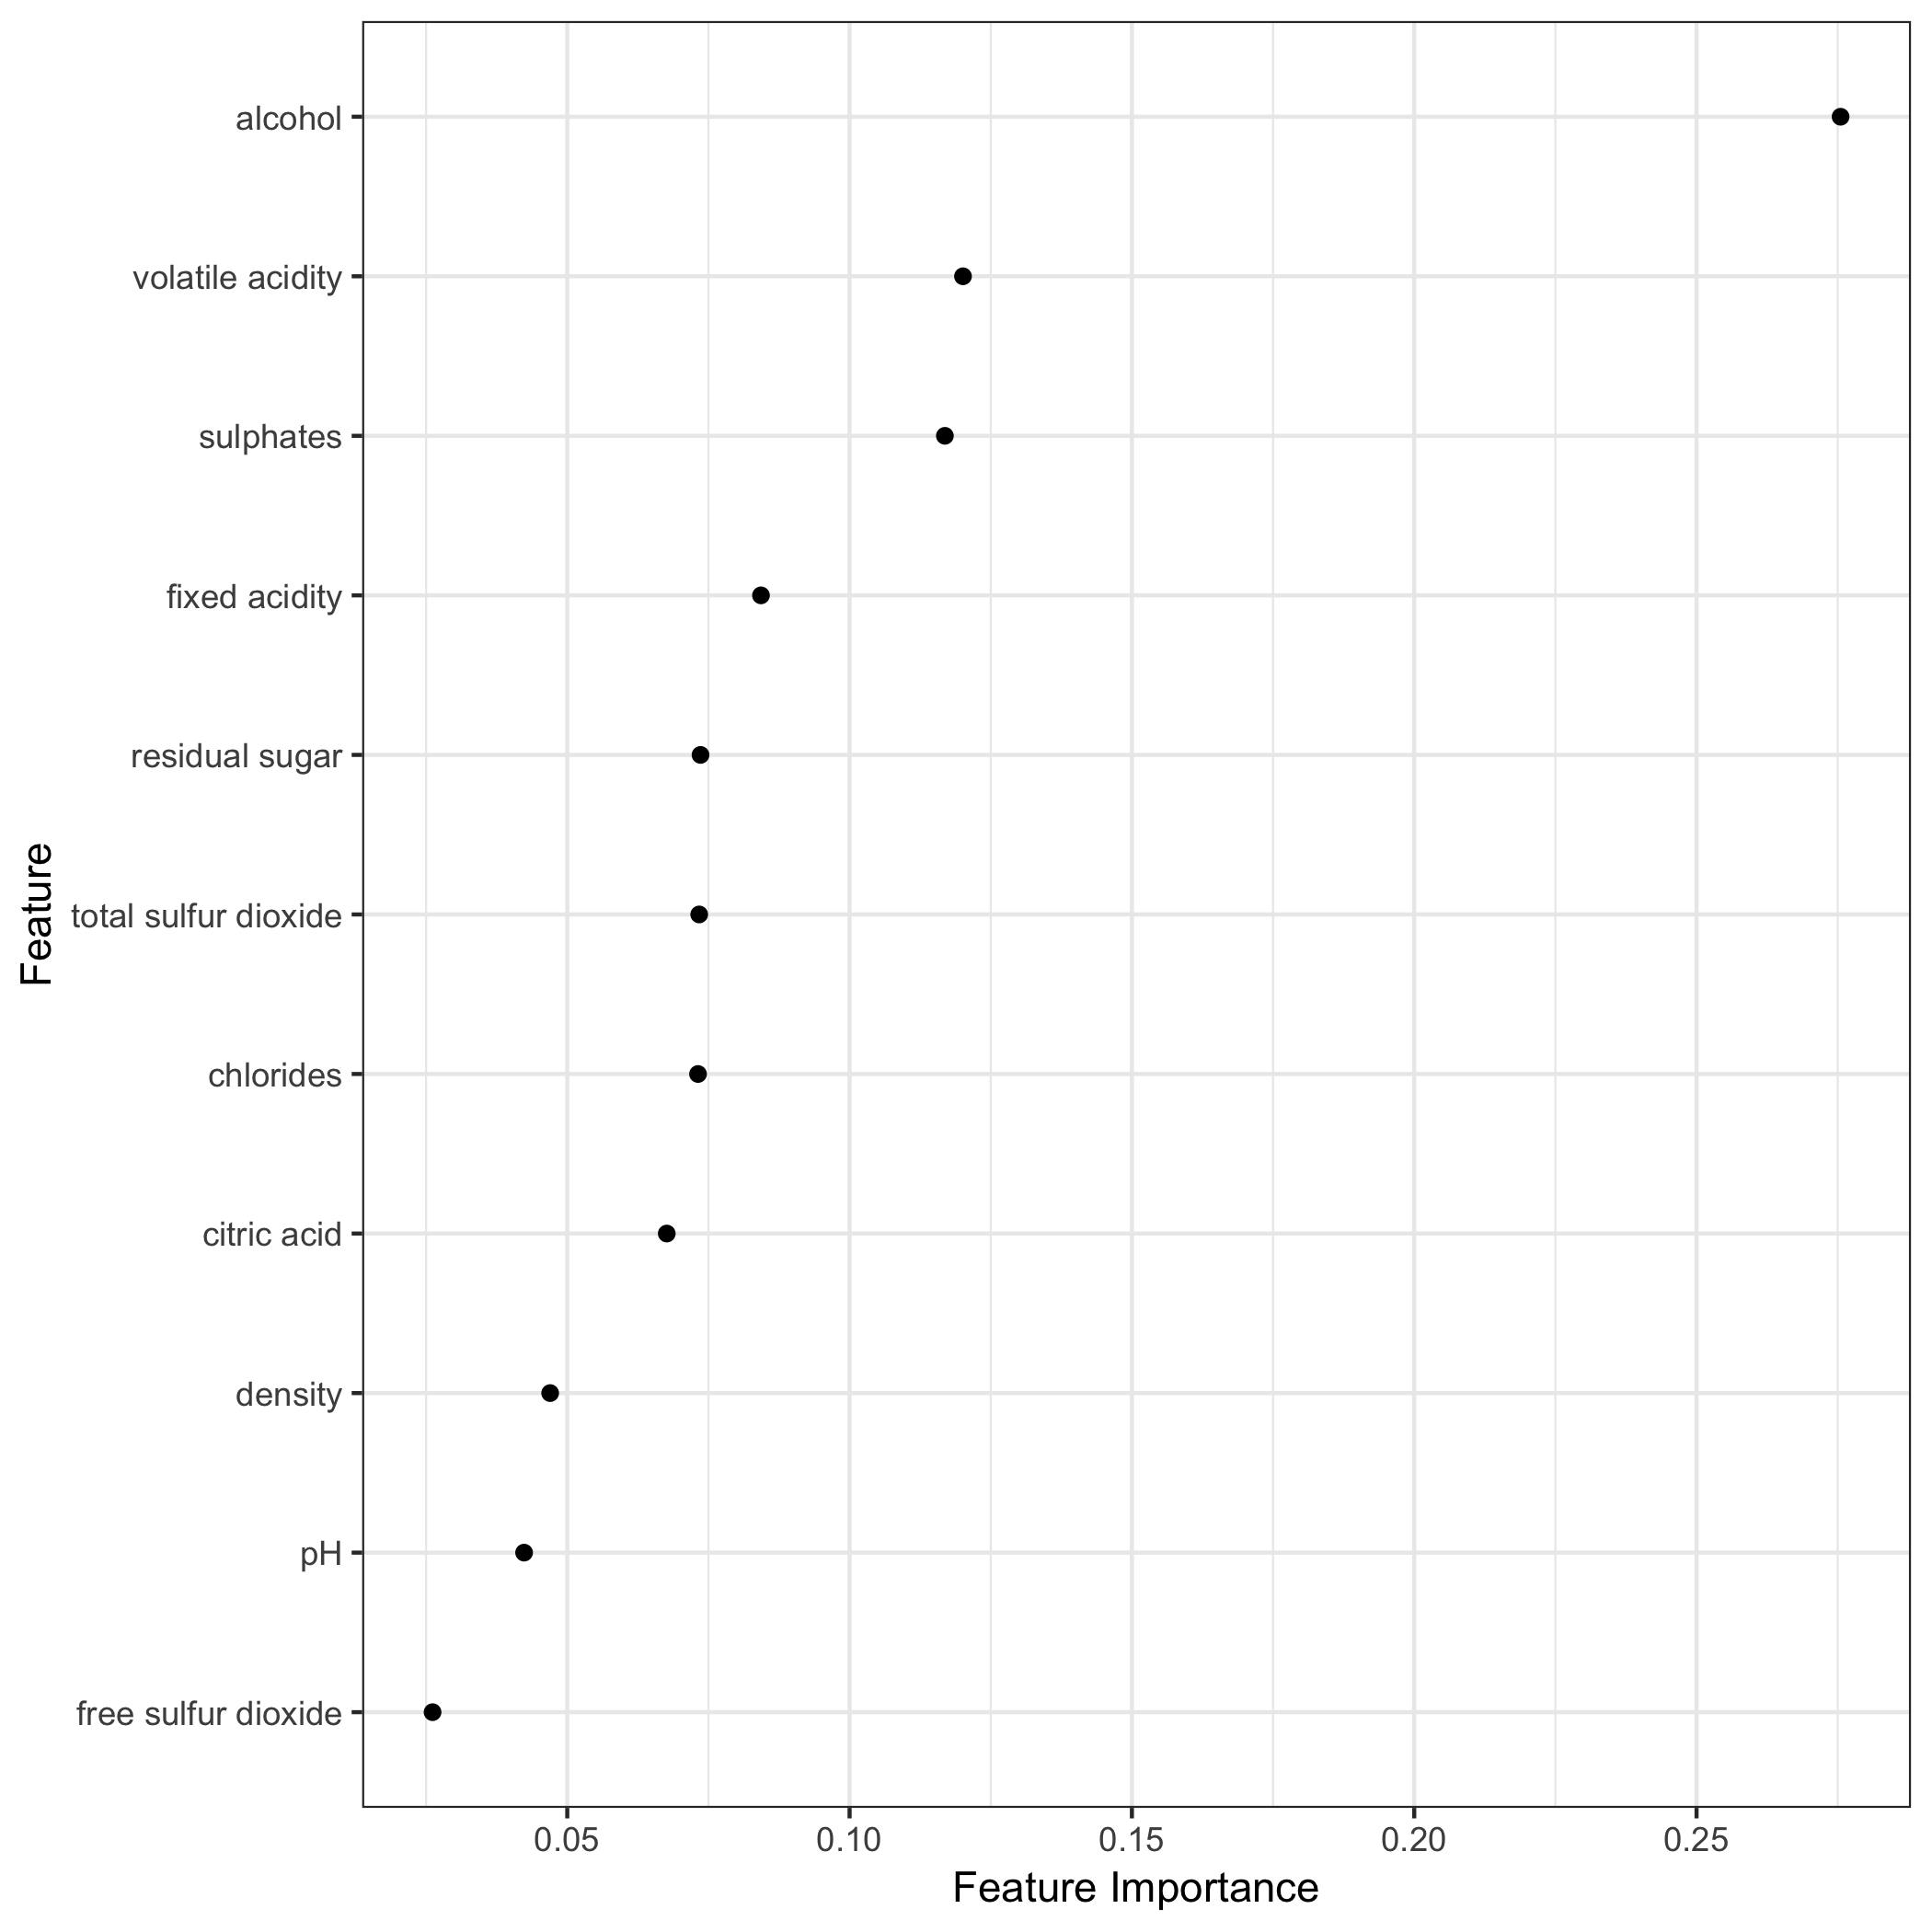 alcohol
volatile acidity
sulphates
fixed acidity
residual sugar
total sulfur dioxide
chlorides
citric acid
density
pH
free sulfur dioxide
Feature
0.05 0.10 0.15 0.20 0.25
Feature Importance